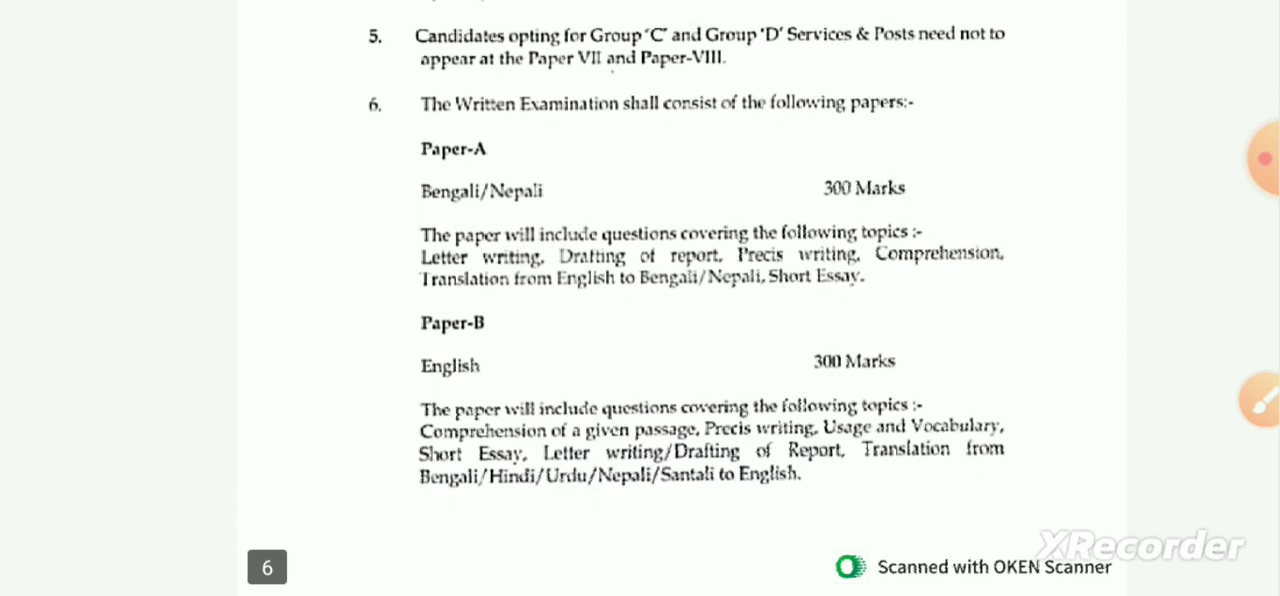 5. Candidates opting for Group 'C' and Group 'D' Services & Posts need not to
appear at the Paper VII and Paper-VIII.
6. The Written Examination shall consist of the following papers:-
Paper-A
Bengali/Nepali 300 Marks
The paper will include questions covering the following topics :-
Letter writing, Drafting of report, Precis writing, Comprehension,
Translation from English to Bengali/Nepali, Short Essay.
Paper-B
English 300 Marks
The paper will include questions covering the following topics :-
Comprehension of a given passage, Precis writing, Usage and Vocabulary,
Short Essay, Letter writing/Drafting of Report, Translation from
Bengali/Hindi/Urdu/Nepali/Santali to English.
XRecorder
6 Scanned with OKEN Scanner